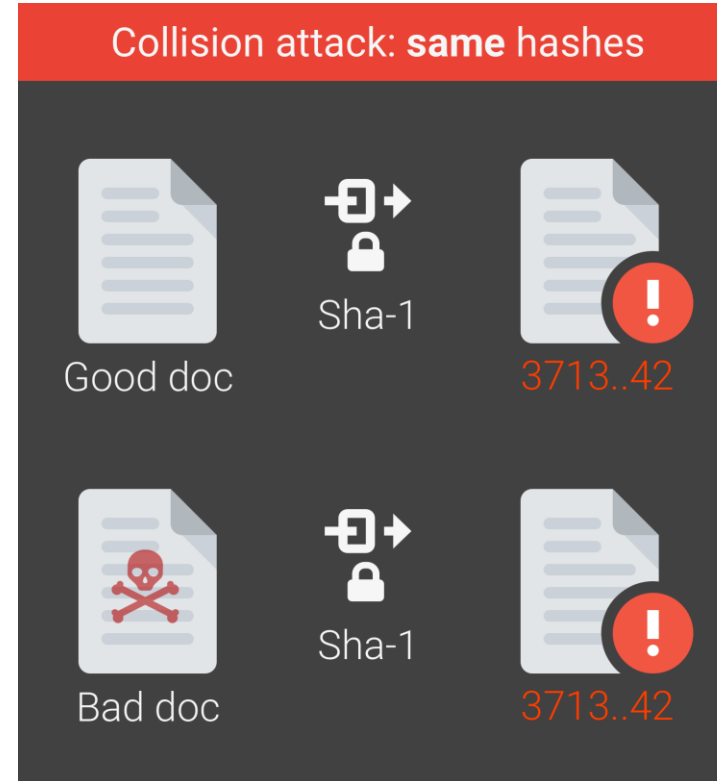 Collision attack: same hashes
Sha-1
Good doc
3713..42
Sha-1
Bad doc
3713..42